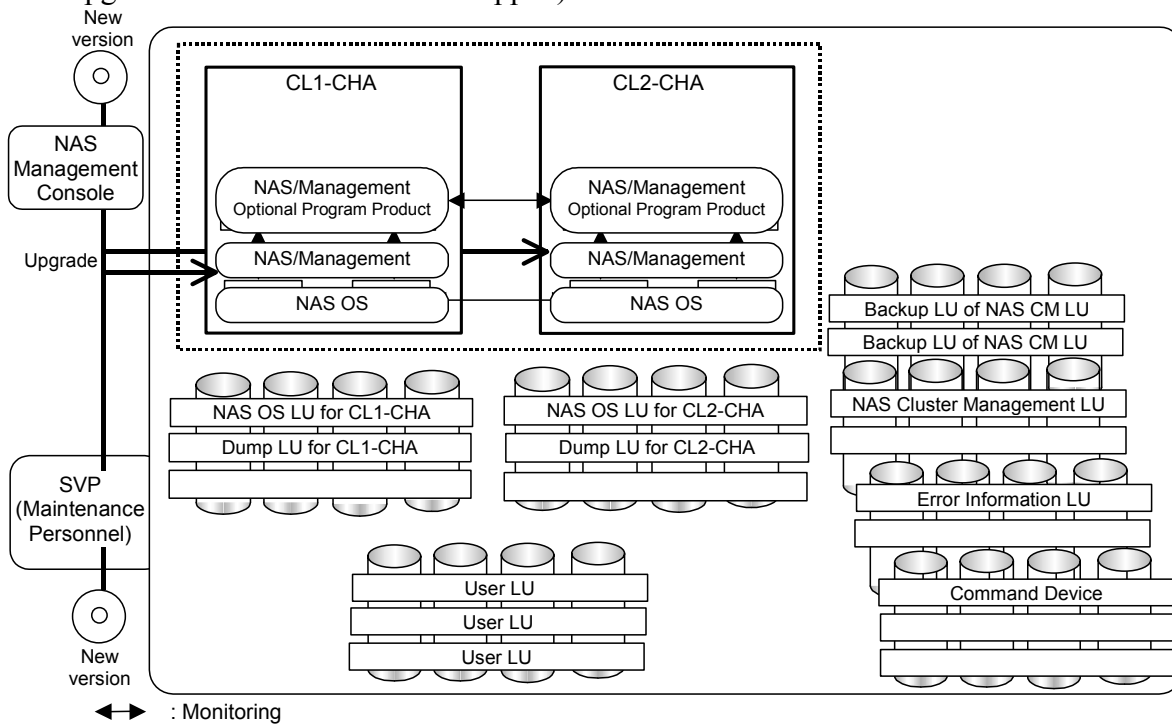 New
version
CL1-CHA
CL2-CHA
NAS
Management
Console
NAS/Management
Optional Program Product
NAS/Management
Optional Program Product
Upgrade
NAS/Management
NAS/Management
NAS OS
NAS OS
Backup LU of NAS CM LU
Backup LU of NAS CM LU
NAS OS LU for CL1-CHA
NAS OS LU for CL2-CHA
NAS Cluster Management LU
Dump LU for CL1-CHA
Dump LU for CL2-CHA
SVP
(Maintenance
Personnel)
Error Information LU
User LU
Command Device
User LU
User LU
New
version
: Monitoring